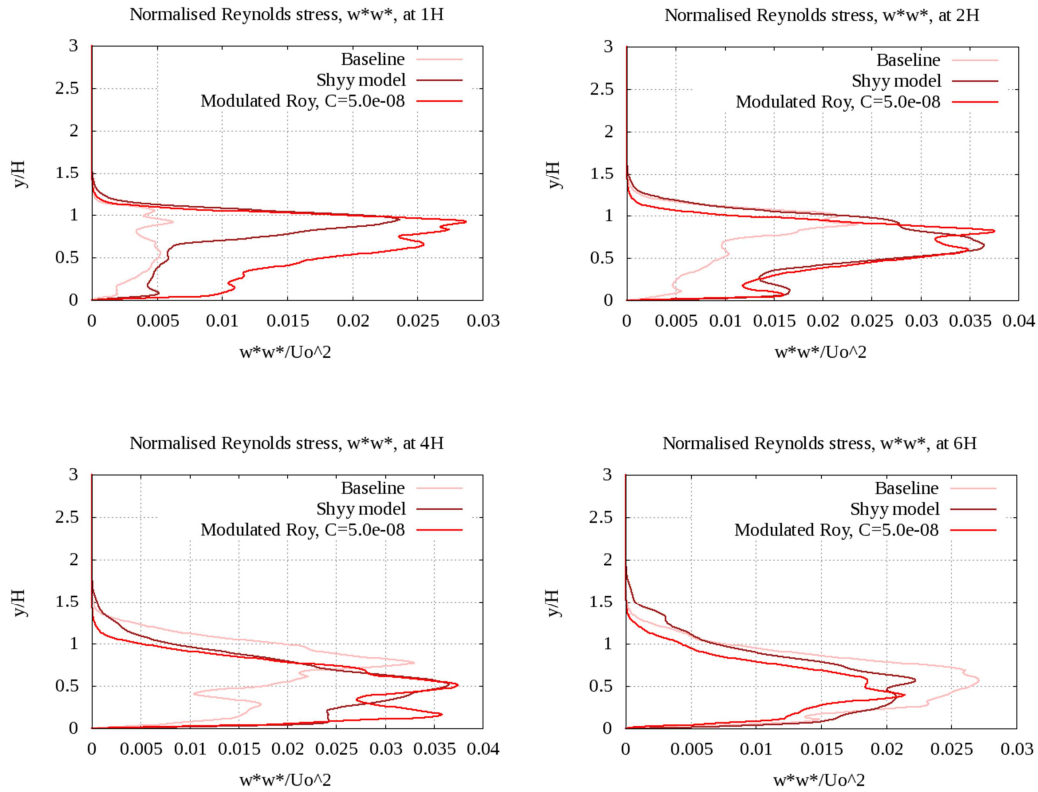 Normalised Reynolds stress, w*w*, at 1H
3
2.5
2
1.5
1
0.5
0
y/H
Baseline
Shyy model
Modulated Roy, C=5.0e-08
0 0.005 0.01 0.015 0.02 0.025 0.03
w*w*/Uo^2
Normalised Reynolds stress, w*w*, at 2H
3
2.5
2
1.5
1
0.5
0
y/H
Baseline
Shyy model
Modulated Roy, C=5.0e-08
0 0.005 0.01 0.015 0.02 0.025 0.03 0.035 0.04
w*w*/Uo^2
Normalised Reynolds stress, w*w*, at 4H
3
2.5
2
1.5
1
0.5
0
y/H
Baseline
Shyy model
Modulated Roy, C=5.0e-08
0 0.005 0.01 0.015 0.02 0.025 0.03 0.035 0.04
w*w*/Uo^2
Normalised Reynolds stress, w*w*, at 6H
3
2.5
2
1.5
1
0.5
0
y/H
Baseline
Shyy model
Modulated Roy, C=5.0e-08
0 0.005 0.01 0.015 0.02 0.025 0.03
w*w*/Uo^2